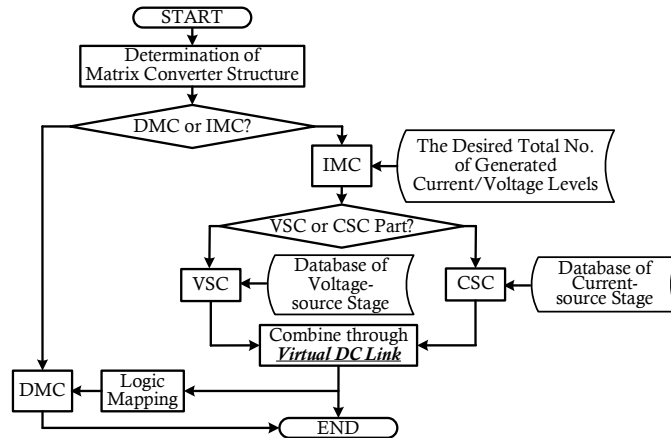 START
Determination of
Matrix Converter Structure
DMC or IMC?
IMC
The Desired Total No.
of Generated
Current/Voltage Levels
VSC or CSC Part?
VSC
Database of
Voltage-
source Stage
CSC
Database of
Current-
source Stage
Combine through
Virtual DC Link
DMC
Logic
Mapping
END